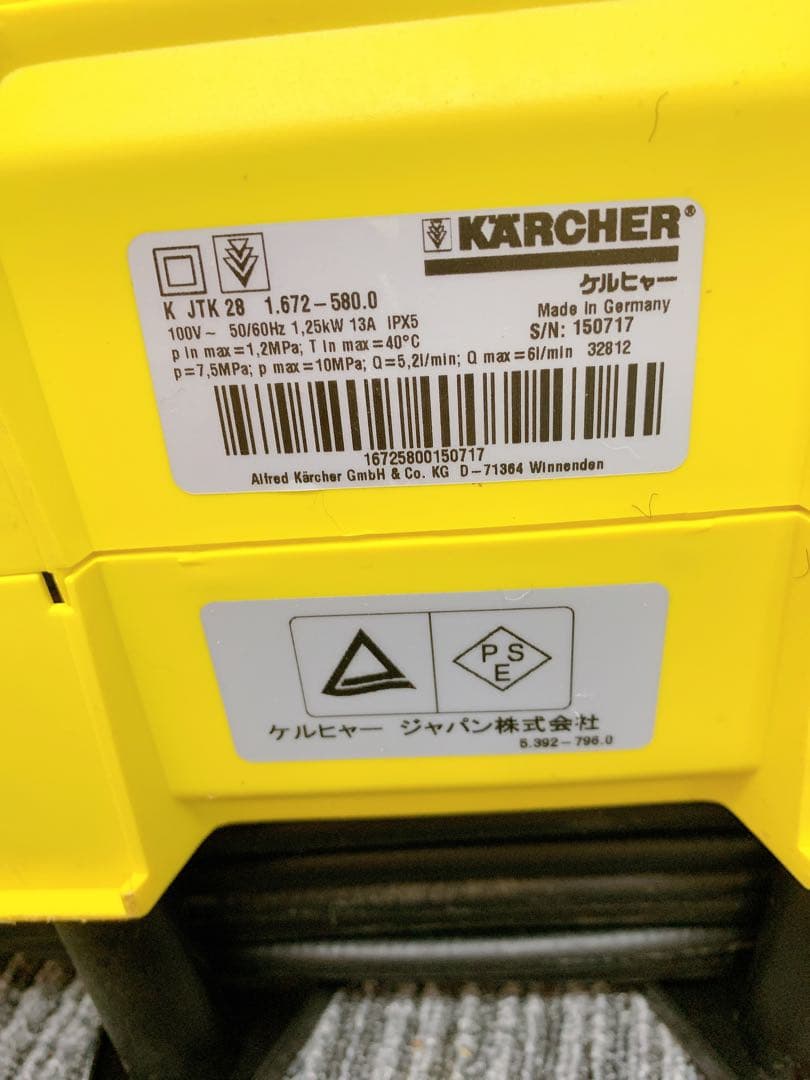 KÄRCHER®
ケルヒャー
K JTK 28 1.672-580.0
Made in Germany
100V~ 50/60Hz 1,25kW 13A IPX5
S/N: 150717
p in max=1,2MPa; T in max=40°C
p=7,5MPa; p max=10MPa; Q=5,2l/min; Q max=6l/min 32812
16725800150717
Alfred Kärcher GmbH & Co. KG D-71364 Winnenden
P S
E
ケルヒャー ジャパン株式会社
5.392-796.0